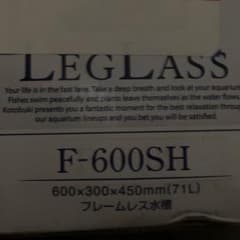 LEGLASS
Your life is in the fast lane. Take a deep breath and look at your aquarium
Fishes swim peacefully and plants leave themselves as the water flows
Kotobuki presents you a fantastic moment for the best relaxation through
our aquarium lineups and you bet you will be satisfied.
F-600SH
600×300×450mm(71L)
フレームレス水槽